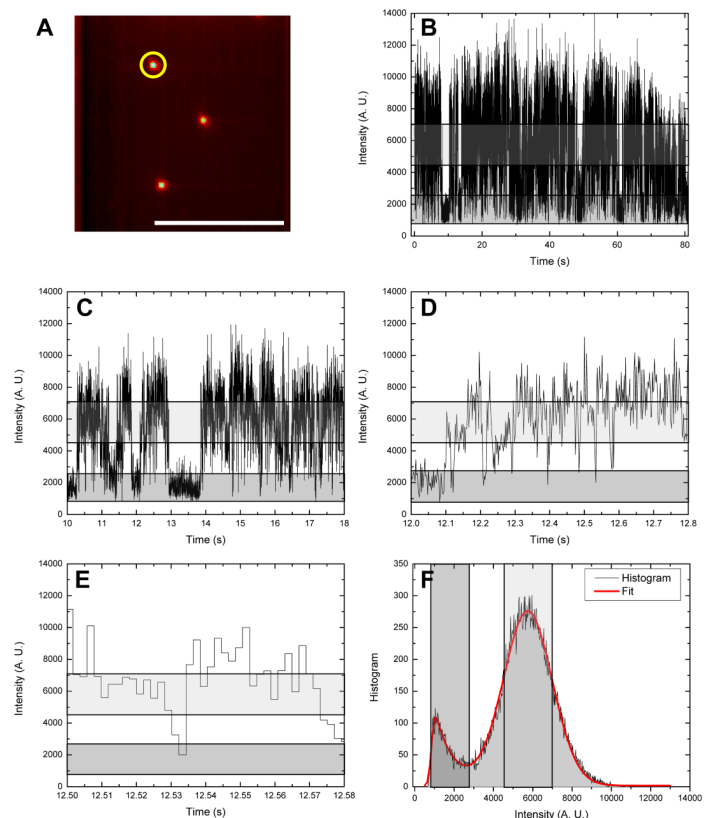 A
B
14000
12000
10000
8000
6000
4000
2000
0
Intensity (A. U.)
0 20 40 60 80
Time (s)
C
14000
12000
10000
8000
6000
4000
2000
0
Intensity (A. U.)
10 11 12 13 14 15 16 17 18
Time (s)
D
14000
12000
10000
8000
6000
4000
2000
0
Intensity (A. U.)
12.0 12.1 12.2 12.3 12.4 12.5 12.6 12.7 12.8
Time (s)
E
14000
12000
10000
8000
6000
4000
2000
0
Intensity (A. U.)
12.50 12.51 12.52 12.53 12.54 12.55 12.56 12.57 12.58
Time (s)
F
Histogram
Fit
350
300
250
200
150
100
50
0
Histogram
0 2000 4000 6000 8000 10000 12000 14000
Intensity (A. U.)